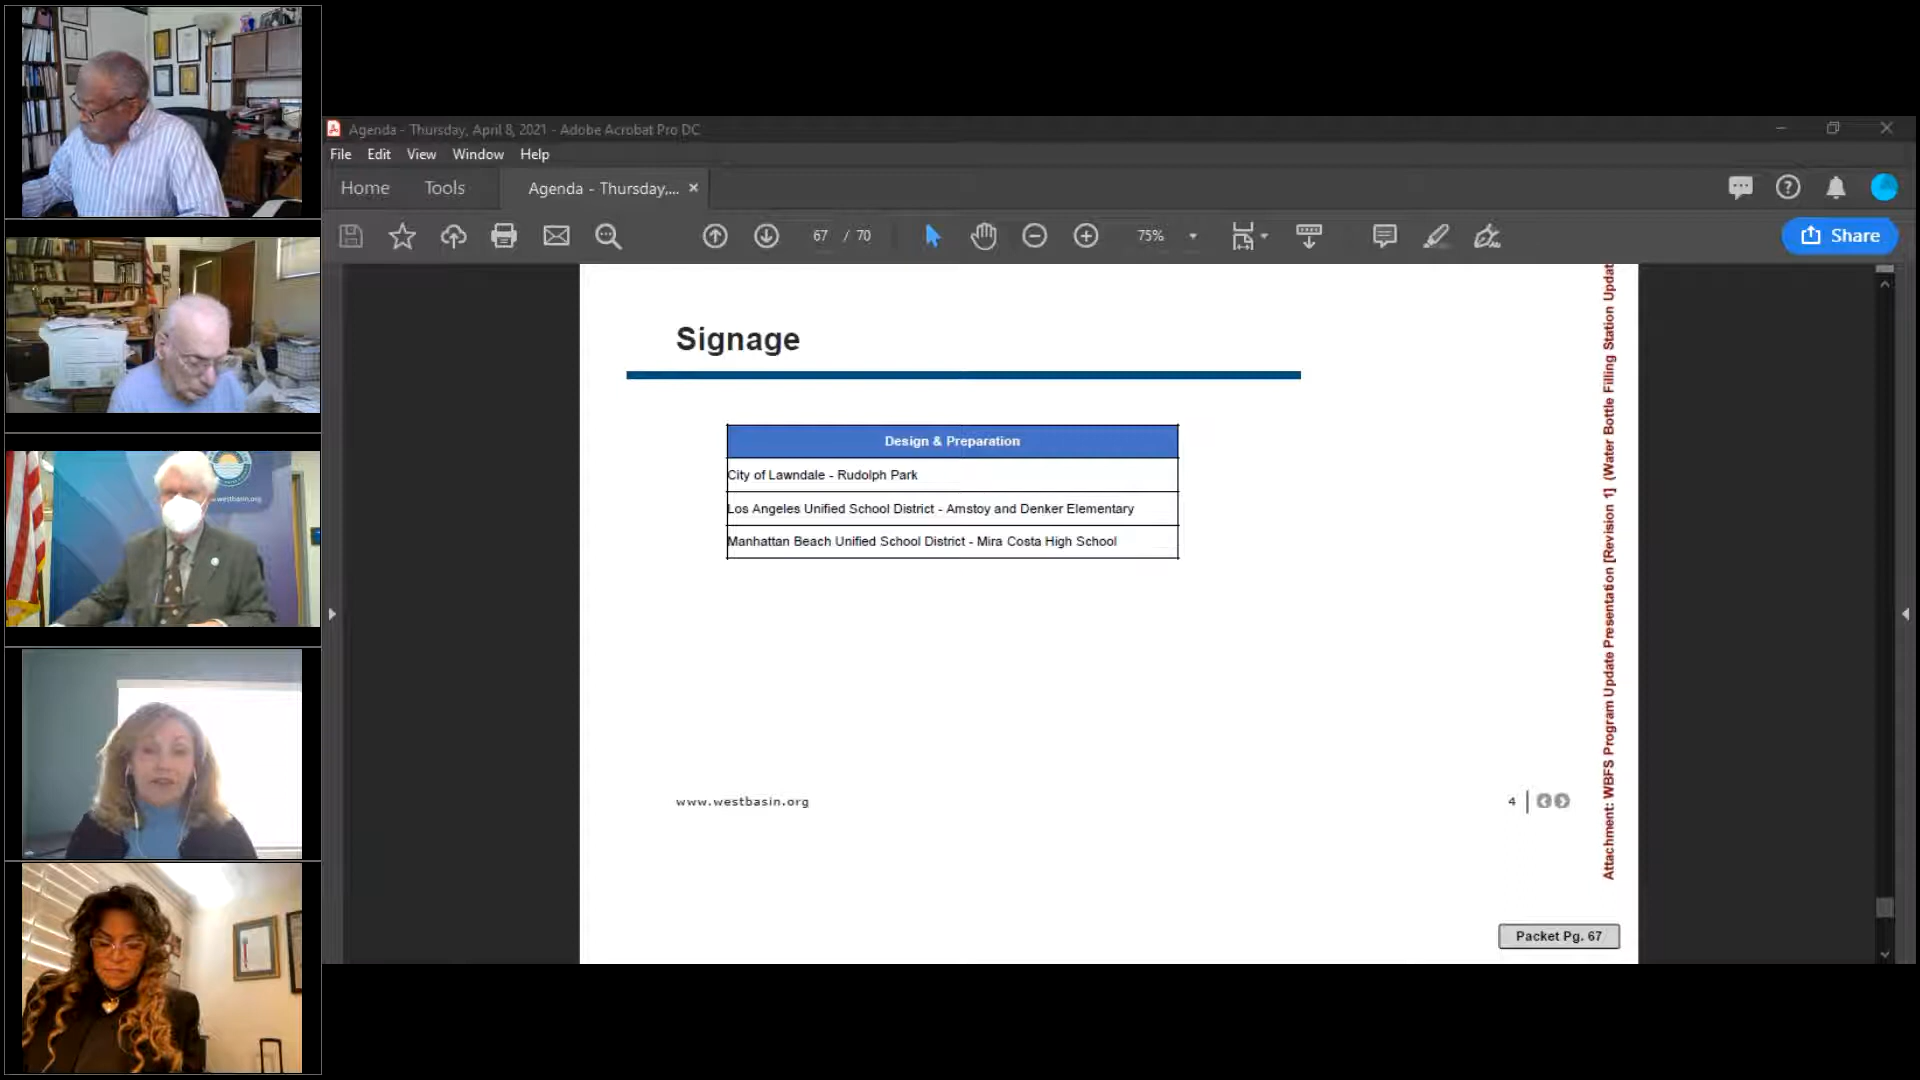 Agenda - Thursday, April 8, 2021 - Adobe Acrobat Pro DC
File Edit View Window Help
Home Tools Agenda - Thursday,...
67 / 70 75% Share
Signage
Design & Preparation
City of Lawndale - Rudolph Park
Los Angeles Unified School District - Amstoy and Denker Elementary
Manhattan Beach Unified School District - Mira Costa High School
www.westbasin.org
4
Packet Pg. 67
Attachment: WBFS Program Update Presentation [Revision 1] (Water Bottle Filling Station Updat
westbasin.org